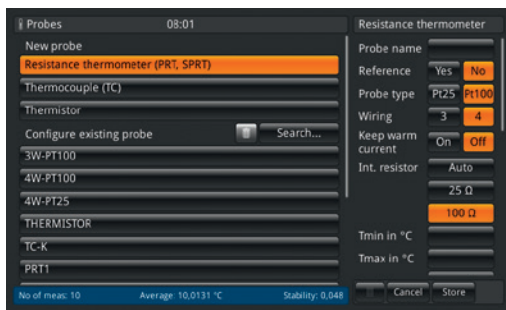 Probes 08:01
New probe
Resistance thermometer (PRT, SPRT)
Thermocouple (TC)
Thermistor
Configure existing probe Search...
3W-PT100
4W-PT100
4W-PT25
THERMISTOR
TC-K
PRT1
No of meas: 10 Average: 10,0131 °C Stability: 0,048
Resistance thermometer
Probe name
Reference Yes No
Probe type Pt25 Pt100
Wiring 3 4
Keep warm
current On Off
Int. resistor Auto
25 Ω
100 Ω
Tmin in °C
Tmax in °C
Cancel Store